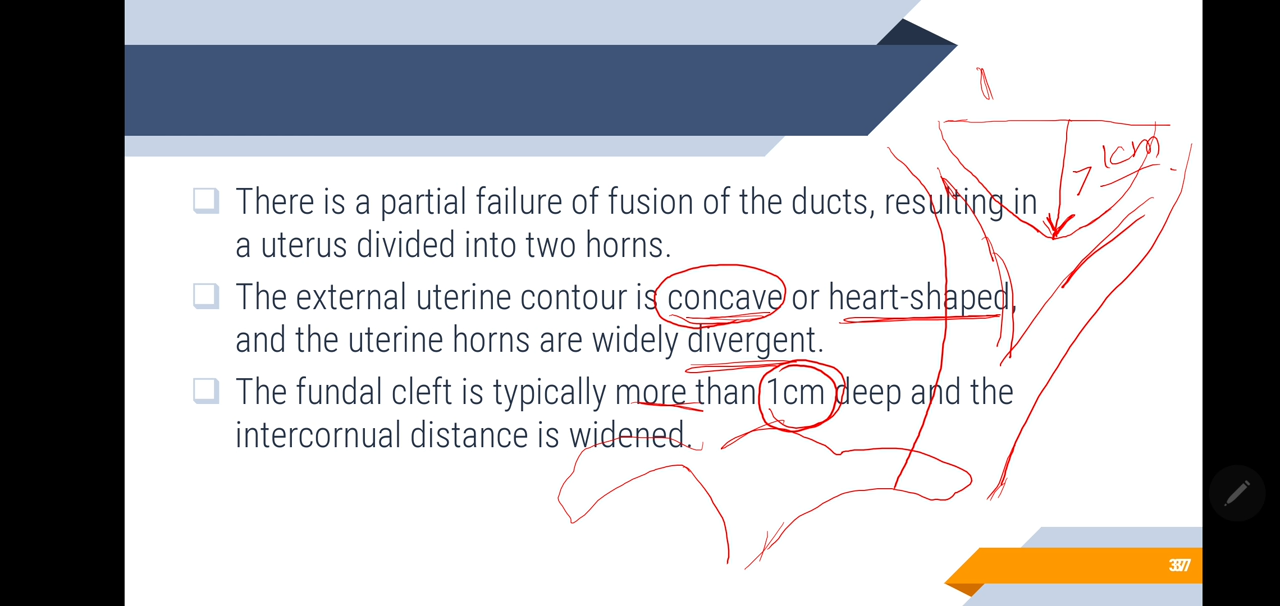 There is a partial failure of fusion of the ducts, resulting in
a uterus divided into two horns.
The external uterine contour is concave or heart-shaped,
and the uterine horns are widely divergent.
The fundal cleft is typically more than 1cm deep and the
intercornual distance is widened.
> 1cm